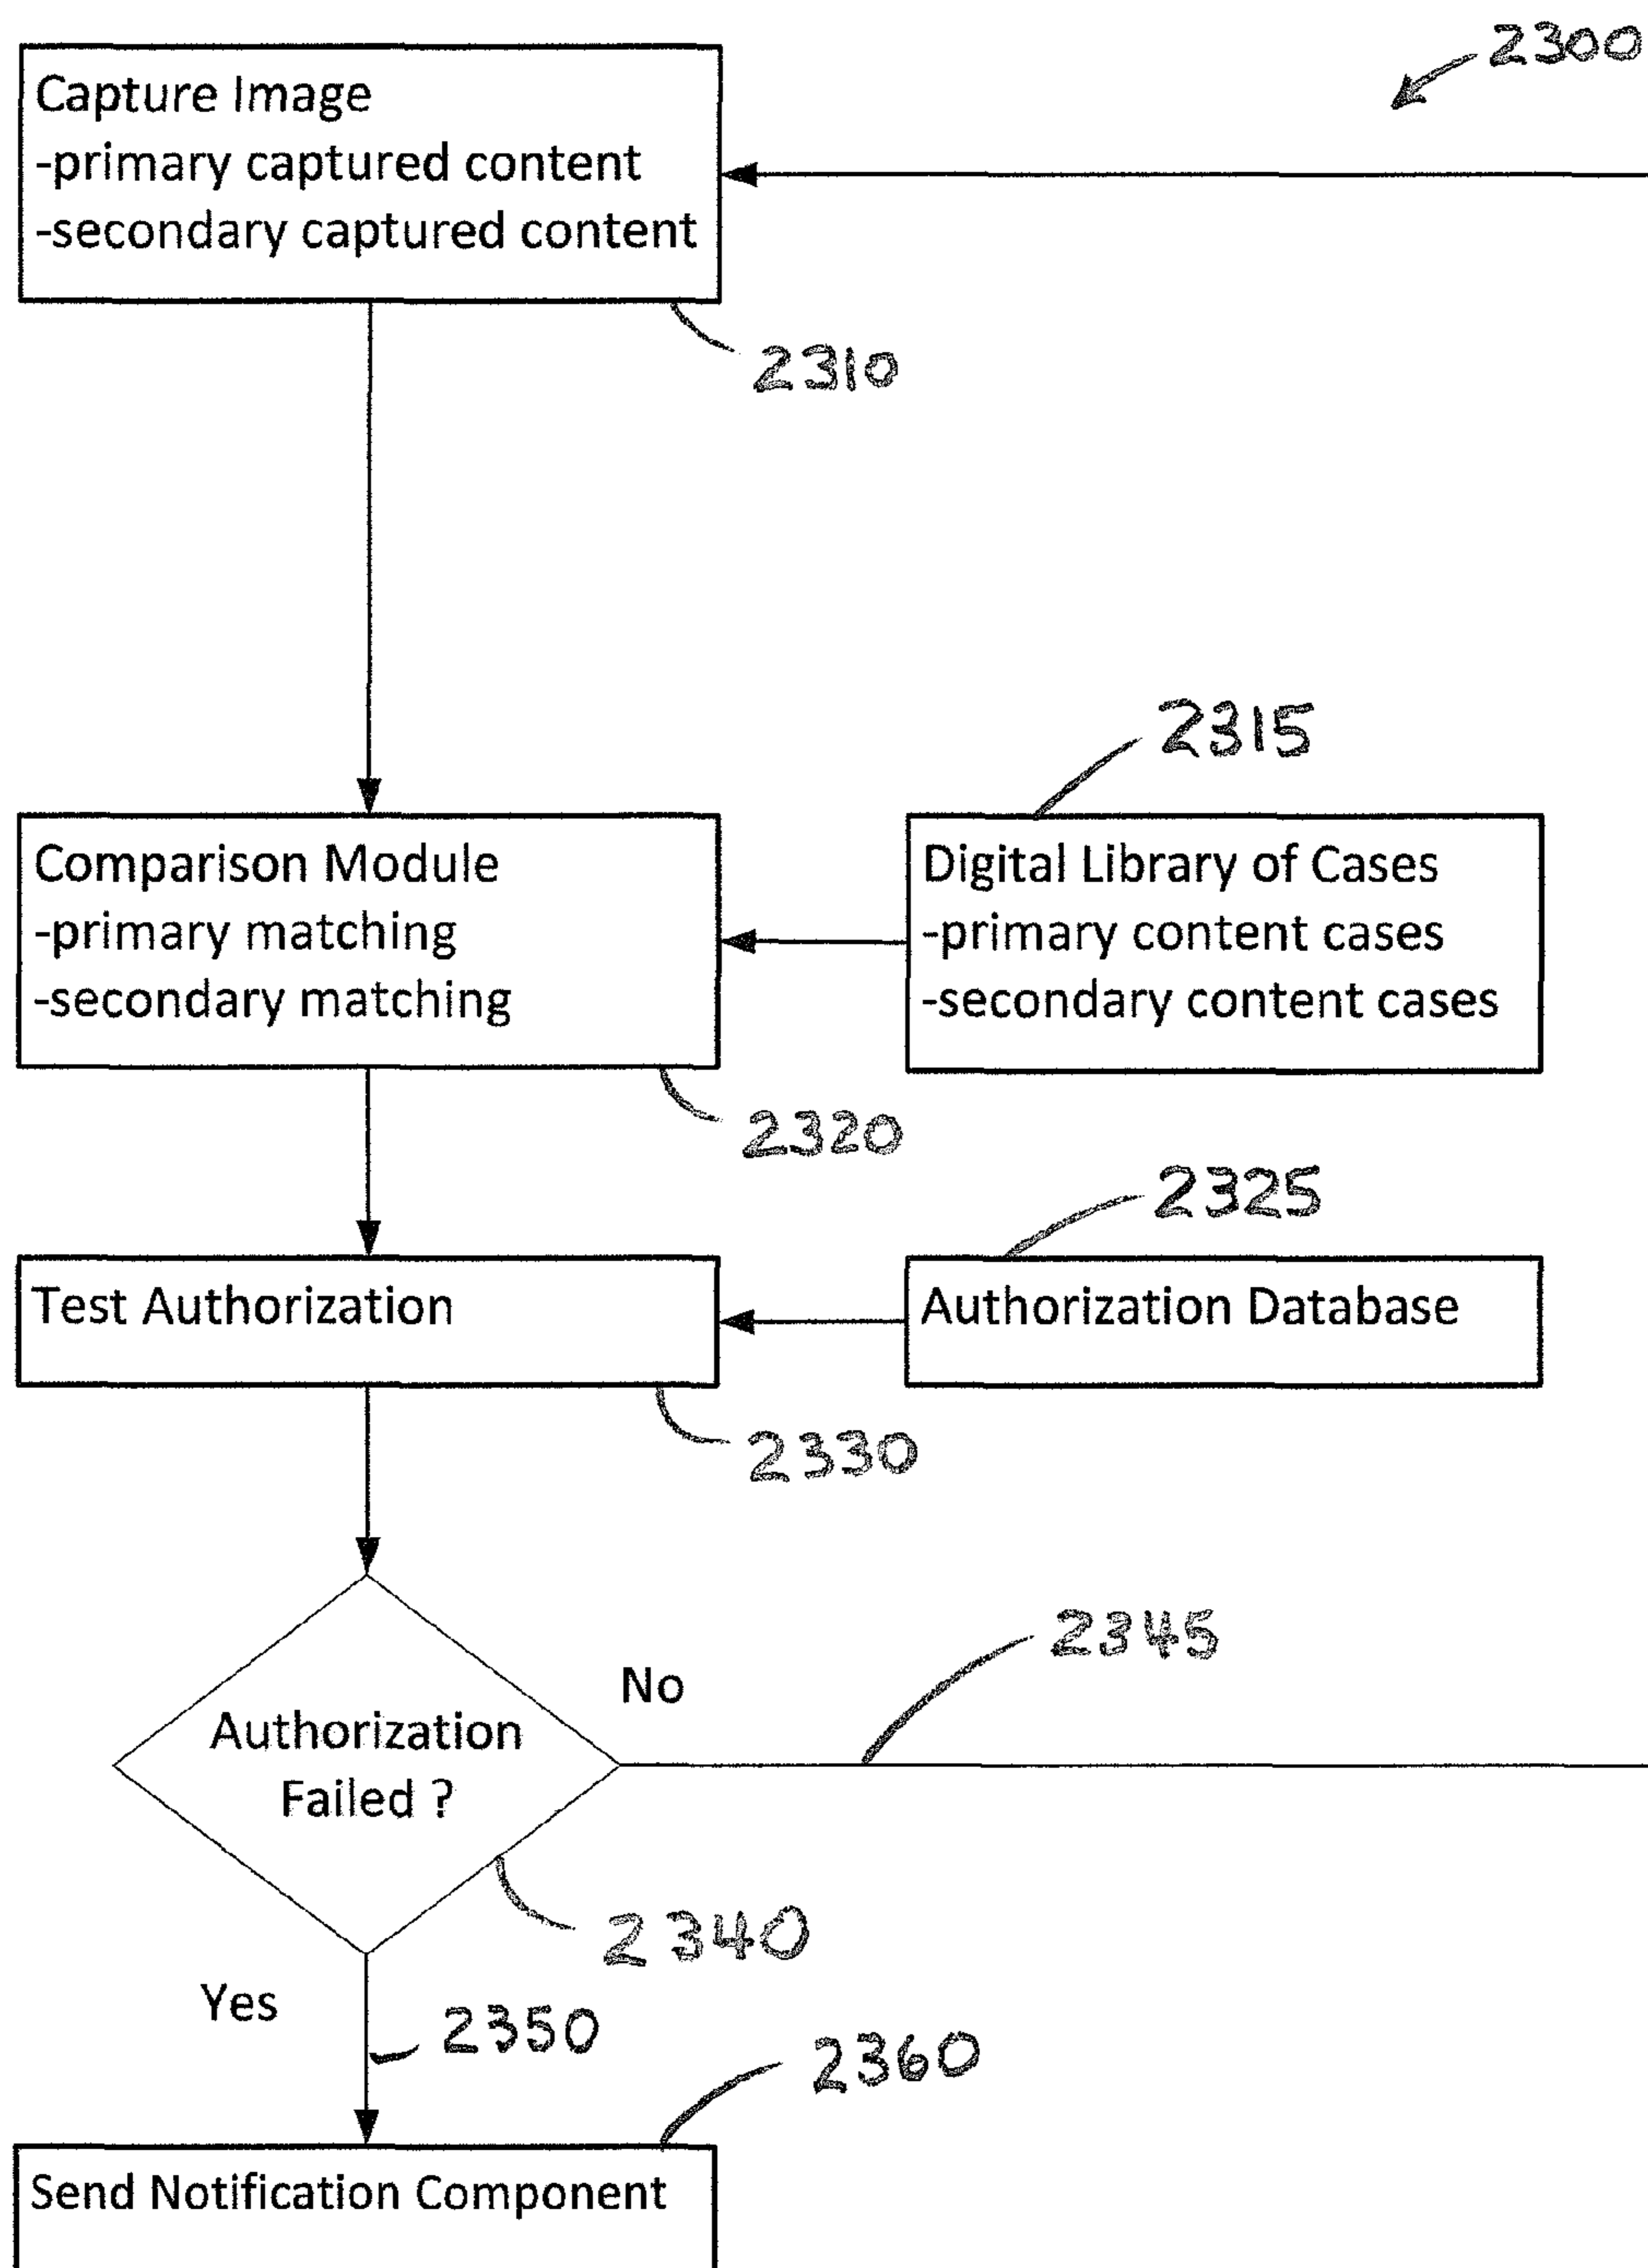 2300
Capture Image
-primary captured content
-secondary captured content
2310
2315
Comparison Module
-primary matching
-secondary matching
Digital Library of Cases
-primary content cases
-secondary content cases
2320
2325
Test Authorization
Authorization Database
2330
2345
No
Authorization
Failed ?
2340
Yes
2350
2360
Send Notification Component